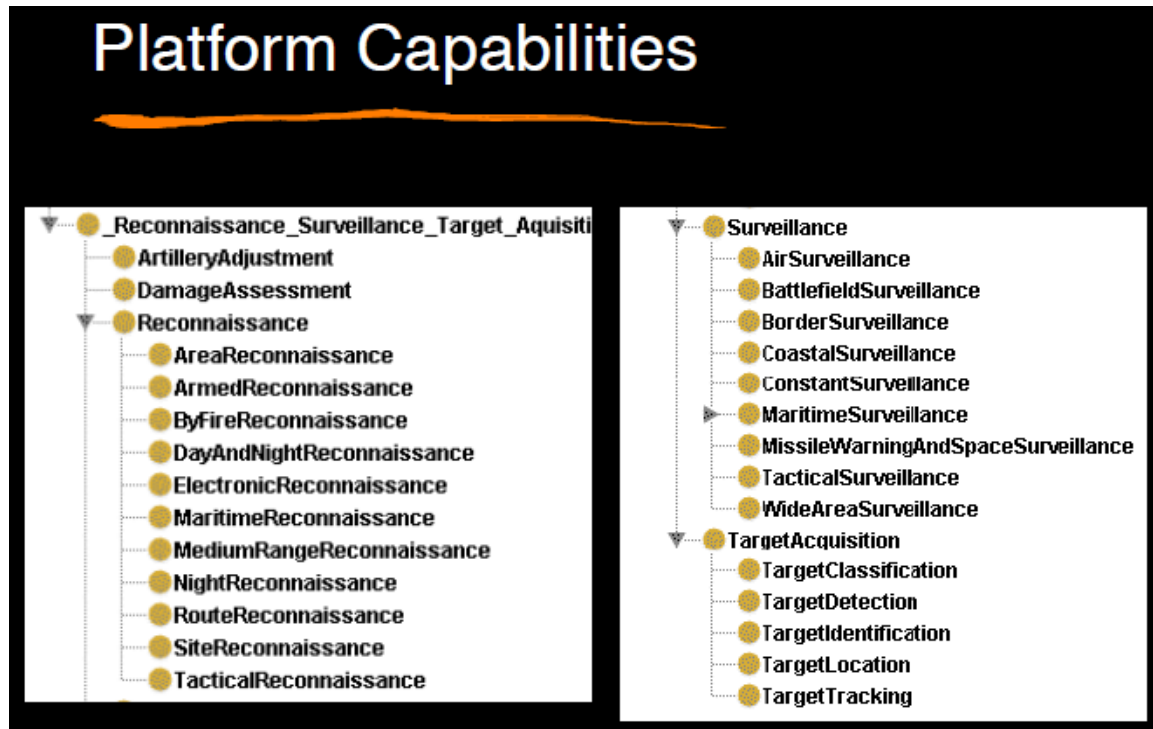 Platform Capabilities
_Reconnaissance_Surveillance_Target_Aquisiti
ArtilleryAdjustment
DamageAssessment
Reconnaissance
AreaReconnaissance
ArmedReconnaissance
ByFireReconnaissance
DayAndNightReconnaissance
ElectronicReconnaissance
MaritimeReconnaissance
MediumRangeReconnaissance
NightReconnaissance
RouteReconnaissance
SiteReconnaissance
TacticalReconnaissance
Surveillance
AirSurveillance
BattlefieldSurveillance
BorderSurveillance
CoastalSurveillance
ConstantSurveillance
MaritimeSurveillance
MissileWarningAndSpaceSurveillance
TacticalSurveillance
WideAreaSurveillance
TargetAcquisition
TargetClassification
TargetDetection
TargetIdentification
TargetLocation
TargetTracking